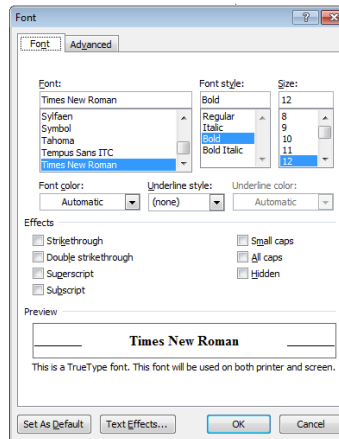 Font
Font Advanced
Font: Font style: Size:
Times New Roman Bold 12
Sylfaen Regular 8
Symbol Italic 9
Tahoma Bold 10
Tempus Sans ITC Bold Italic 11
Times New Roman 12
Font color: Underline style: Underline color:
Automatic (none) Automatic
Effects
Strikethrough Small caps
Double strikethrough All caps
Superscript Hidden
Subscript
Preview
Times New Roman
This is a TrueType font. This font will be used on both printer and screen.
Set As Default Text Effects... OK Cancel